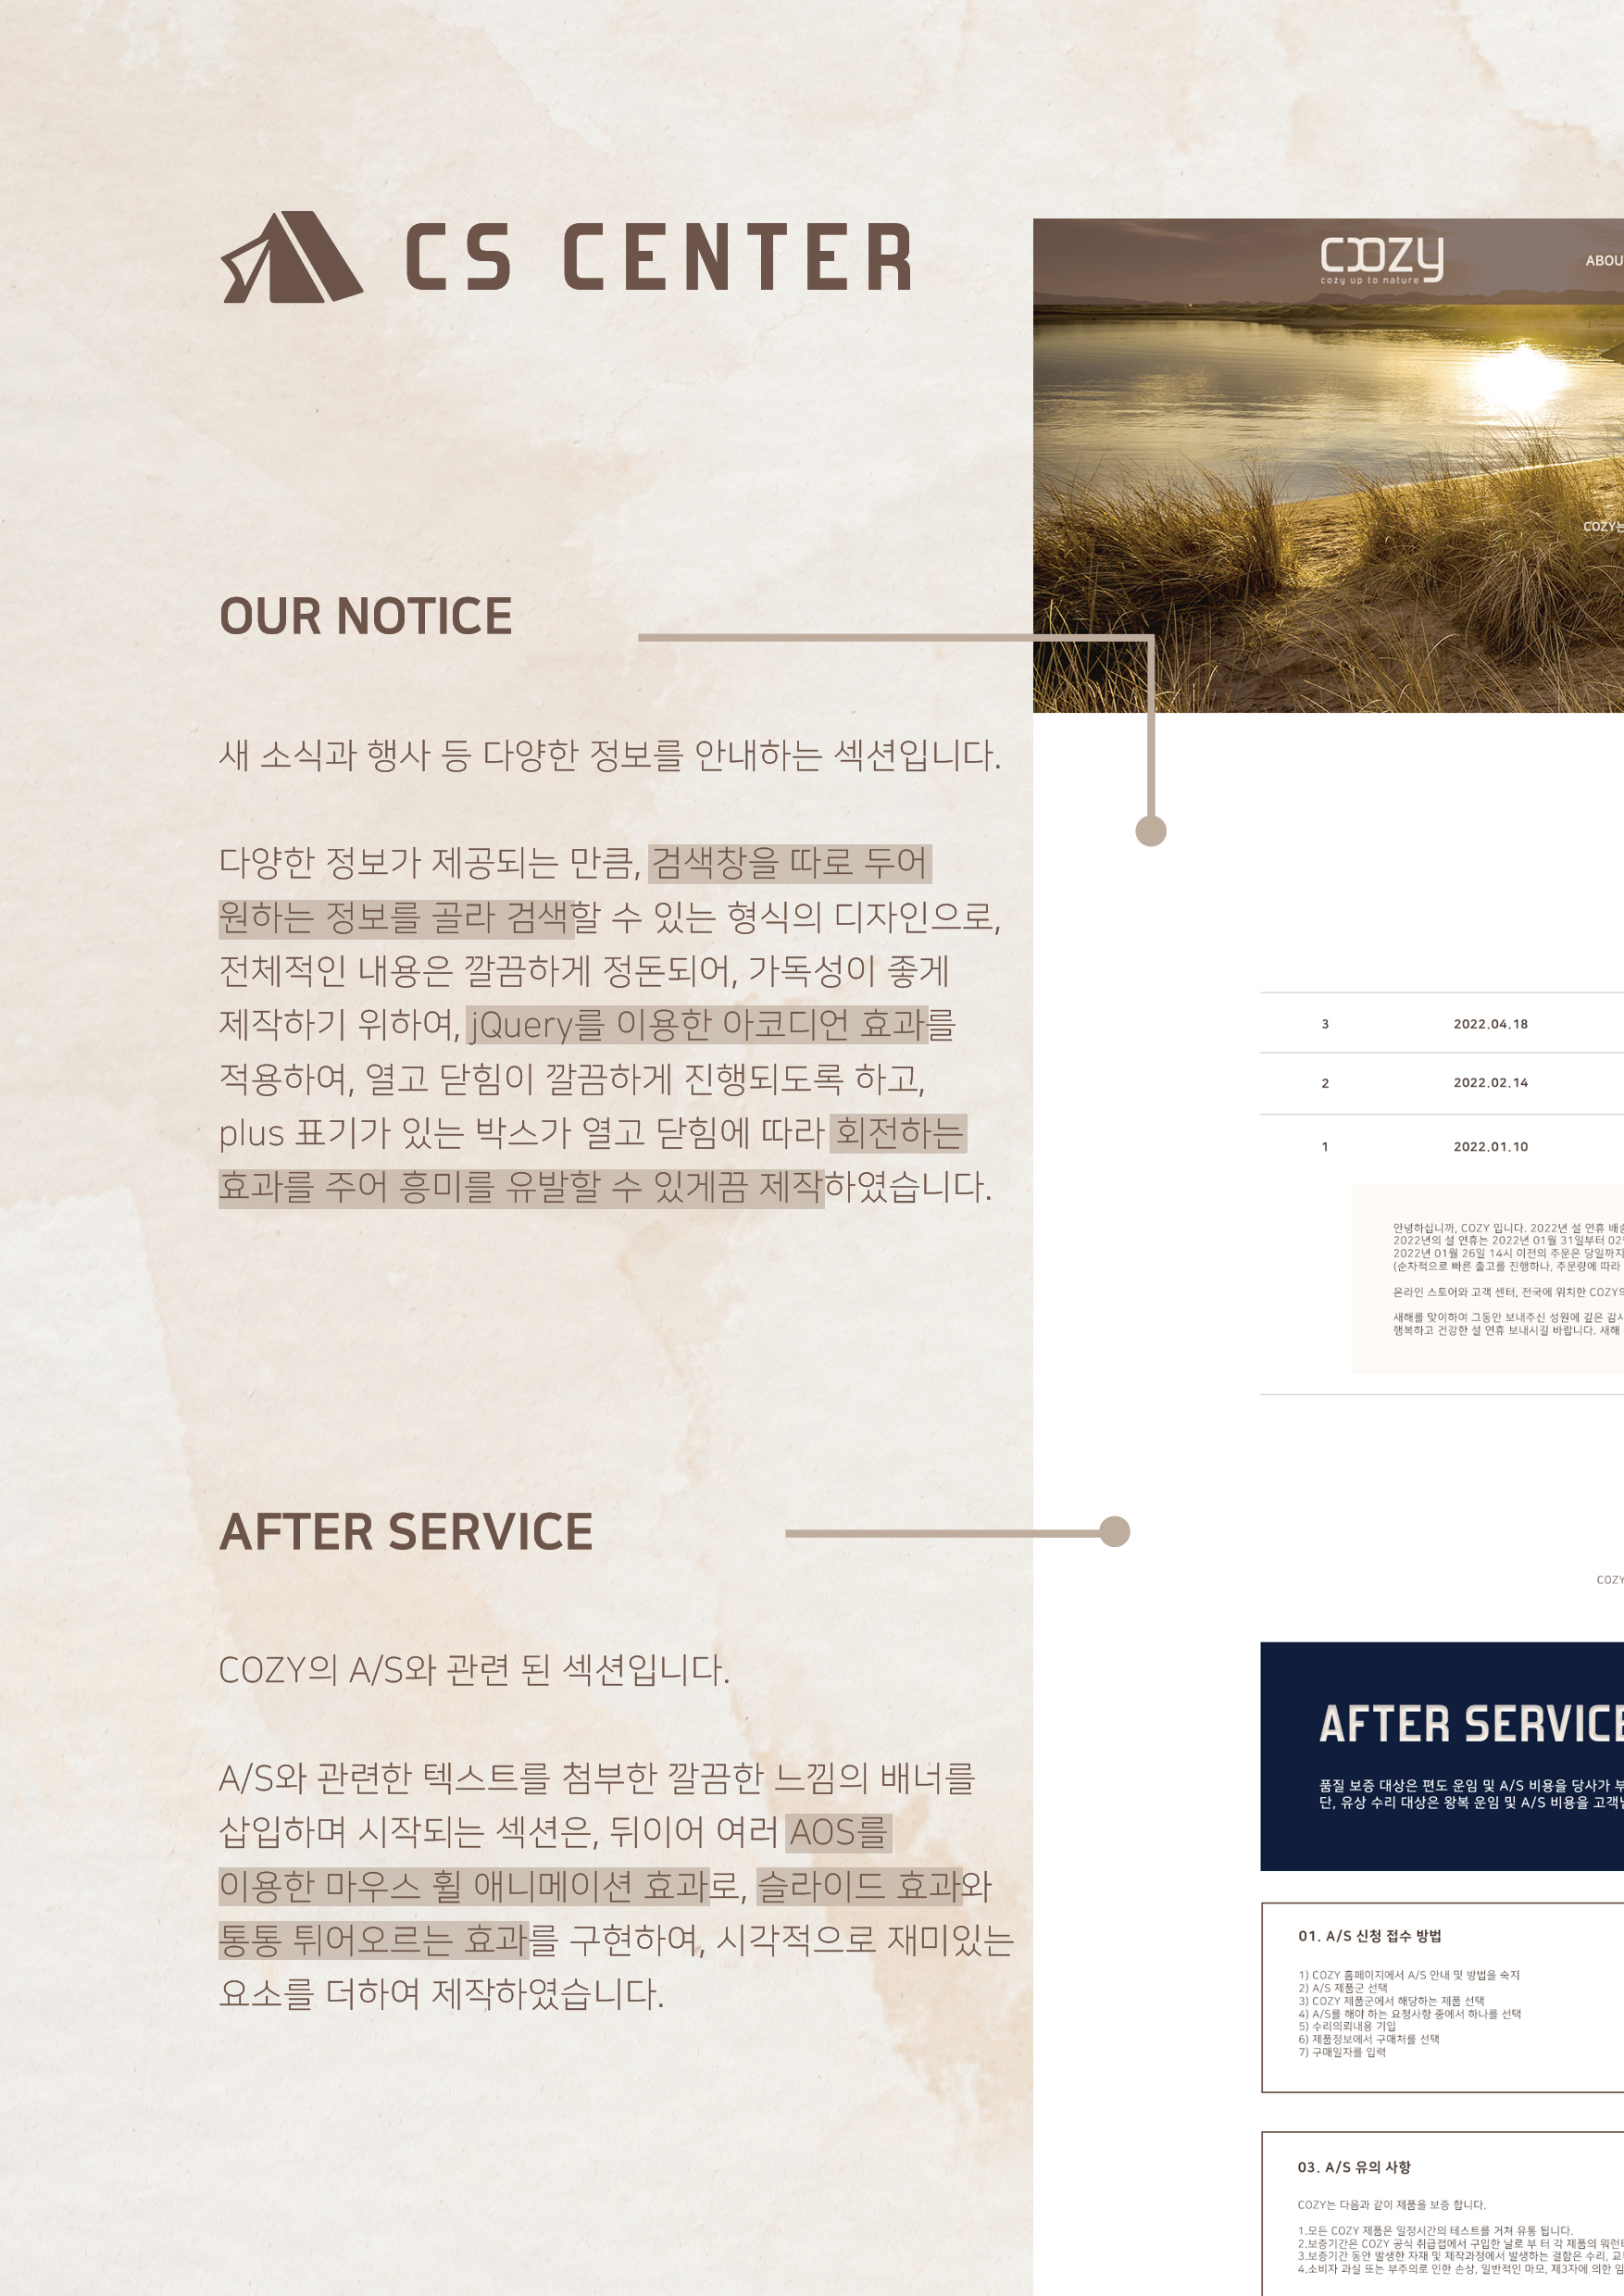 CS CENTER
cozy
cozy up to nature
OUR NOTICE
새 소식과 행사 등 다양한 정보를 안내하는 섹션입니다.
다양한 정보가 제공되는 만큼, 검색창을 따로 두어
원하는 정보를 골라 검색할 수 있는 형식의 디자인으로,
전체적인 내용은 깔끔하게 정돈되어, 가독성이 좋게
제작하기 위하여, jQuery를 이용한 아코디언 효과를
적용하여, 열고 닫힘이 깔끔하게 진행되도록 하고,
plus 표기가 있는 박스가 열고 닫힘에 따라 회전하는
효과를 주어 흥미를 유발할 수 있게끔 제작하였습니다.
COZY는
3 2022.04.18
2 2022.02.14
1 2022.01.10
안녕하십니까, COZY 입니다. 2022년 설 연휴
2022년의 설 연휴는 2022년 01월 31일부터
2022년 01월 26일 14시 이전의 주문은 당일까지
(순차적으로 빠른 출고를 진행하나, 주문량에 따라
온라인 스토어와 고객 센터, 전국에 위치한 COZY의
새해를 맞이하여 그동안 보내주신 성원에 깊은
행복하고 건강한 설 연휴 보내시길 바랍니다. 새해
AFTER SERVICE
COZY의 A/S와 관련 된 섹션입니다.
A/S와 관련한 텍스트를 첨부한 깔끔한 느낌의 배너를
삽입하며 시작되는 섹션은, 뒤이어 여러 AOS를
이용한 마우스 휠 애니메이션 효과로, 슬라이드 효과와
통통 튀어오르는 효과를 구현하여, 시각적으로 재미있는
요소를 더하여 제작하였습니다.
COZY
AFTER SERVICE
품질 보증 대상은 편도 운임 및 A/S 비용을 당사가
단, 유상 수리 대상은 왕복 운임 및 A/S 비용을
01. A/S 신청 접수 방법
1) COZY 홈페이지에서 A/S 안내 및 방법을 숙지
2) A/S 제품군 선택
3) COZY 제품군에서 해당하는 제품 선택
4) A/S를 해야 하는 요청사항 중에서 하나를 선택
5) 수리의뢰내용 기입
6) 제품정보에서 구매처를 선택
7) 구매일자를 입력
03. A/S 유의 사항
COZY는 다음과 같이 제품을 보증 합니다.
1.모든 COZY 제품은 일정시간의 테스트를 거쳐 유통 됩니다.
2.보증기간은 COZY 공식 취급접에서 구입한 날로 부 터 각 제품의
3.보증기간 동안 발생한 자재 및 제작과정에서 발생하는 결함은 수리,
4.소비자 과실 또는 부주의로 인한 손상, 일반적인 마모, 제3자에 의한